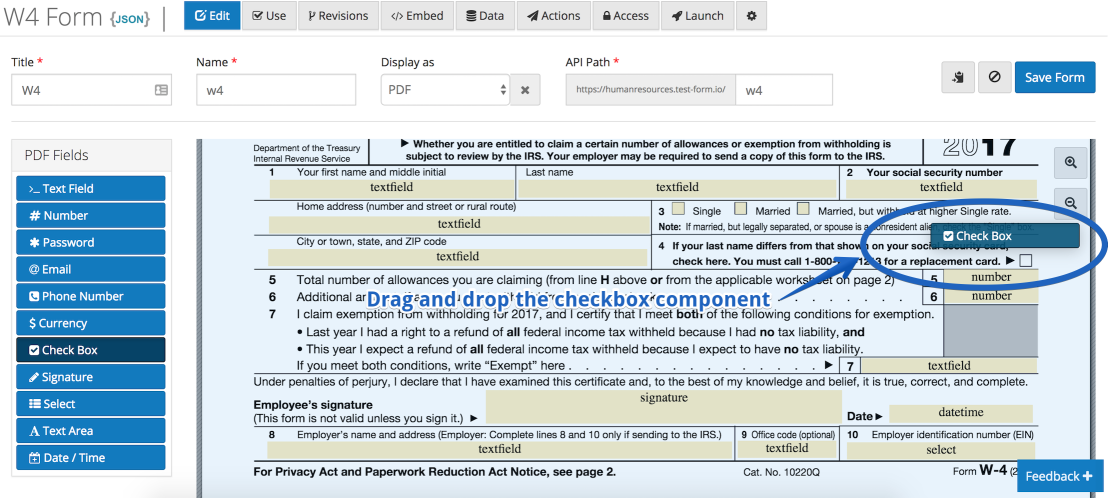 W4 Form {JSON}
Edit
Use
Revisions
</> Embed
Data
Actions
Access
Launch
Title *
Name *
Display as
API Path *
W4
w4
PDF
https://humanresources.test-form.io/
w4
Save Form
PDF Fields
>_ Text Field
# Number
✱ Password
@ Email
Phone Number
$ Currency
Check Box
Signature
Select
A Text Area
Date / Time
Department of the Treasury
Internal Revenue Service
▶ Whether you are entitled to claim a certain number of allowances or exemption from withholding is
subject to review by the IRS. Your employer may be required to send a copy of this form to the IRS.
2017
1 Your first name and middle initial
textfield
Last name
textfield
2 Your social security number
textfield
Home address (number and street or rural route)
textfield
3 Single Married Married, but withhold at higher Single rate.
Note: If married, but legally separated, or spouse is a nonresident alien, check the "Single" box.
Check Box
City or town, state, and ZIP code
textfield
4 If your last name differs from that shown on your social security card,
check here. You must call 1-800- 12 3 for a replacement card. ▶
5 Total number of allowances you are claiming (from line H above or from the applicable worksheet on page 2)
5 number
Drag and drop the checkbox component
6 Additional am
6 number
7 I claim exemption from withholding for 2017, and I certify that I meet both of the following conditions for exemption.
• Last year I had a right to a refund of all federal income tax withheld because I had no tax liability, and
• This year I expect a refund of all federal income tax withheld because I expect to have no tax liability.
If you meet both conditions, write “Exempt” here . . . . . . . . . . . . . . . ▶ 7 textfield
Under penalties of perjury, I declare that I have examined this certificate and, to the best of my knowledge and belief, it is true, correct, and complete.
Employee’s signature
(This form is not valid unless you sign it.) ▶
signature
Date ▶ datetime
8 Employer’s name and address (Employer: Complete lines 8 and 10 only if sending to the IRS.)
textfield
9 Office code (optional)
textfield
10 Employer identification number (EIN)
select
For Privacy Act and Paperwork Reduction Act Notice, see page 2.
Cat. No. 10220Q
Form W-4 (2
Feedback +